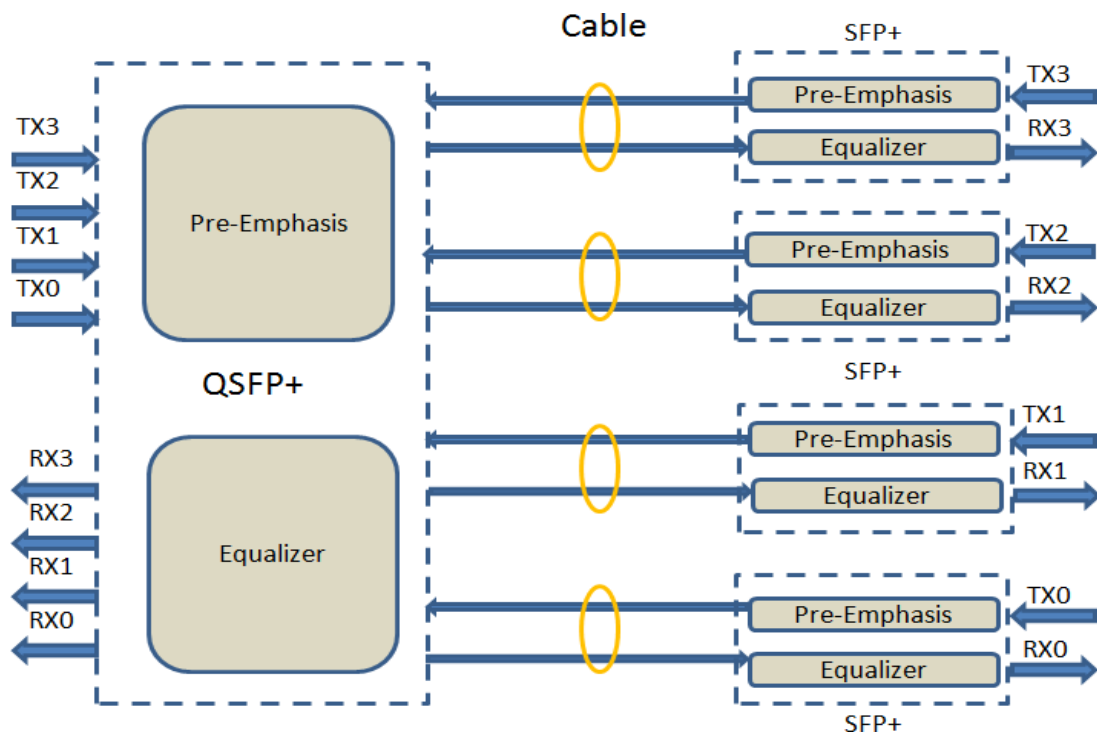 Cable
TX3
TX2
TX1
TX0
Pre-Emphasis
QSFP+
RX3
RX2
RX1
RX0
Equalizer
SFP+
Pre-Emphasis
TX3
Equalizer
RX3
Pre-Emphasis
TX2
Equalizer
RX2
SFP+
Pre-Emphasis
TX1
Equalizer
RX1
Pre-Emphasis
TX0
Equalizer
RX0
SFP+